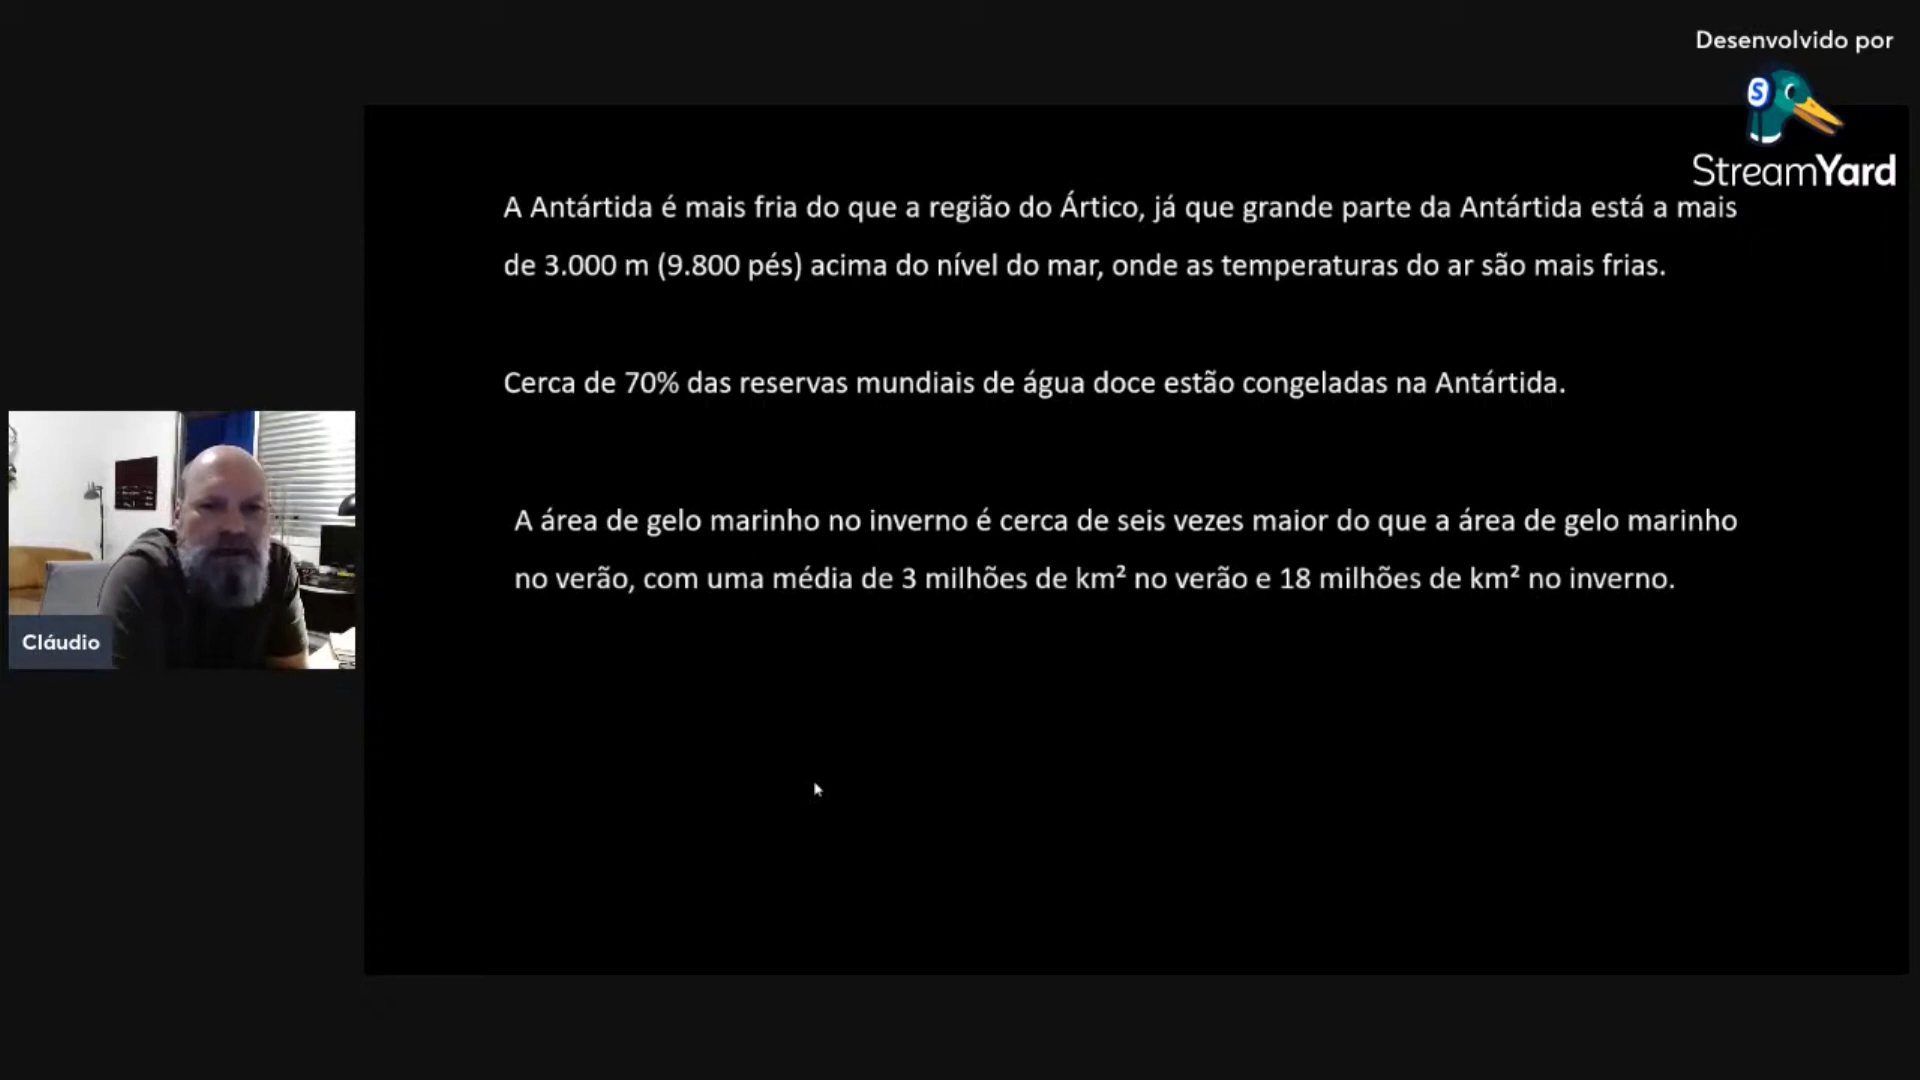 Desenvolvido por
S
StreamYard
A Antártida é mais fria do que a região do Ártico, já que grande parte da Antártida está a mais
de 3.000 m (9.800 pés) acima do nível do mar, onde as temperaturas do ar são mais frias.
Cerca de 70% das reservas mundiais de água doce estão congeladas na Antártida.
A área de gelo marinho no inverno é cerca de seis vezes maior do que a área de gelo marinho
no verão, com uma média de 3 milhões de km² no verão e 18 milhões de km² no inverno.
Cláudio